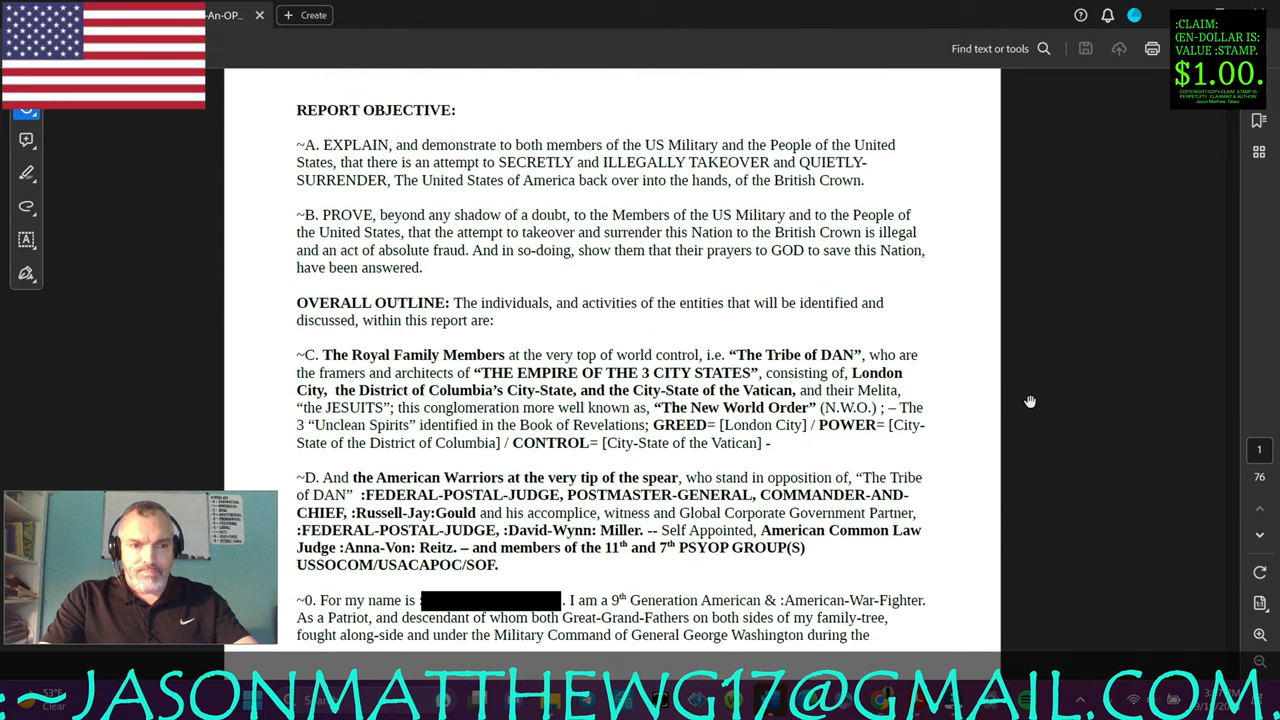 -An-OP...
Create
:CLAIM:
ŒN-DOLLAR IS:
VALUE :STAMP.
$1.00.
COPY-RIGHT/COPY-CLAIM STAMP IS:
PERPETUITY. CLAIMANT & AUTHOR
Jason-Matthew: Glass.
Find text or tools
REPORT OBJECTIVE:
~A. EXPLAIN, and demonstrate to both members of the US Military and the People of the United
States, that there is an attempt to SECRETLY and ILLEGALLY TAKEOVER and QUIETLY-
SURRENDER, The United States of America back over into the hands, of the British Crown.
~B. PROVE, beyond any shadow of a doubt, to the Members of the US Military and to the People of
the United States, that the attempt to takeover and surrender this Nation to the British Crown is illegal
and an act of absolute fraud. And in so-doing, show them that their prayers to GOD to save this Nation,
have been answered.
OVERALL OUTLINE: The individuals, and activities of the entities that will be identified and
discussed, within this report are:
~C. The Royal Family Members at the very top of world control, i.e. “The Tribe of DAN”, who are
the framers and architects of “THE EMPIRE OF THE 3 CITY STATES”, consisting of, London
City, the District of Columbia’s City-State, and the City-State of the Vatican, and their Melita,
“the JESUITS”; this conglomeration more well known as, “The New World Order” (N.W.O.) ; – The
3 “Unclean Spirits” identified in the Book of Revelations; GREED= [London City] / POWER= [City-
State of the District of Columbia] / CONTROL= [City-State of the Vatican] -
~D. And the American Warriors at the very tip of the spear, who stand in opposition of, “The Tribe
of DAN” :FEDERAL-POSTAL-JUDGE, POSTMASTER-GENERAL, COMMANDER-AND-
CHIEF, :Russell-Jay:Gould and his accomplice, witness and Global Corporate Government Partner,
:FEDERAL-POSTAL-JUDGE, :David-Wynn: Miller. -- Self Appointed, American Common Law
Judge :Anna-Von: Reitz. – and members of the 11th and 7th PSYOP GROUP(S)
USSOCOM/USACAPOC/SOF.
~0. For my name is . I am a 9th Generation American & :American-War-Fighter.
As a Patriot, and descendant of whom both Great-Grand-Fathers on both sides of my family-tree,
fought along-side and under the Military Command of General George Washington during the
1
76
53°F
Clear
:~ JASONMATTHEWG17@GMAIL.COM.